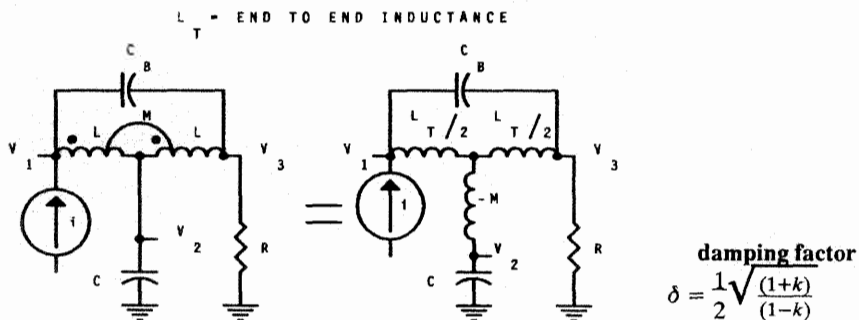 L_T - END TO END INDUCTANCE
C_B
M
L
L
V_1
V_3
i
V_2
R
C
=
C_B
L_T/2
L_T/2
V_1
V_3
i
-M
V_2
R
C
damping factor
δ = 1/2 √((1+k)/(1−k))